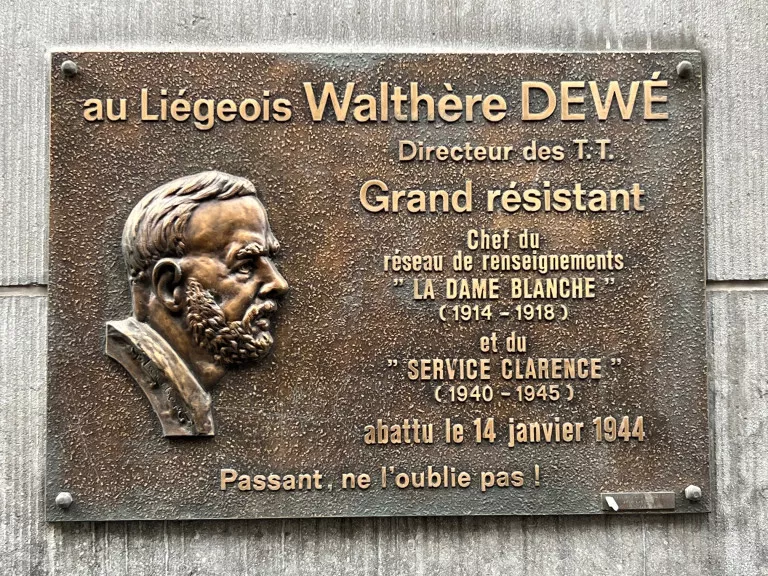 au Liégeois Walthère DEWÉ
Directeur des T.T.
Grand résistant
Chef du
réseau de renseignements
" LA DAME BLANCHE "
( 1914 - 1918 )
et du
" SERVICE CLARENCE "
( 1940 - 1945 )
abattu le 14 janvier 1944
Passant, ne l'oublie pas !